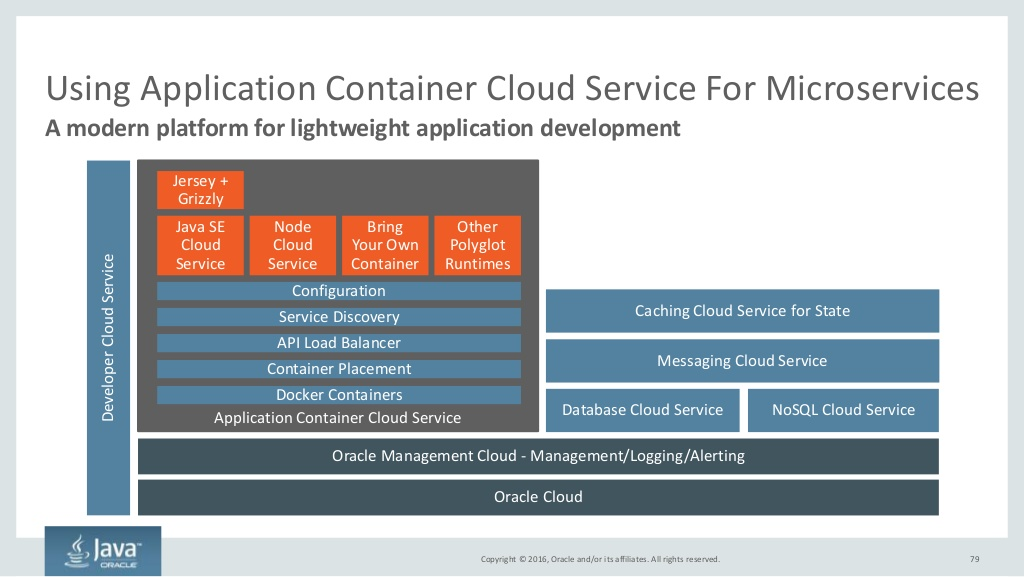 Using Application Container Cloud Service For Microservices
A modern platform for lightweight application development
Developer Cloud Service
Jersey +
Grizzly
Java SE
Cloud
Service
Node
Cloud
Service
Bring
Your Own
Container
Other
Polyglot
Runtimes
Configuration
Service Discovery
API Load Balancer
Container Placement
Docker Containers
Application Container Cloud Service
Caching Cloud Service for State
Messaging Cloud Service
Database Cloud Service
NoSQL Cloud Service
Oracle Management Cloud - Management/Logging/Alerting
Oracle Cloud
Java™
ORACLE
Copyright © 2016, Oracle and/or its affiliates. All rights reserved.
79